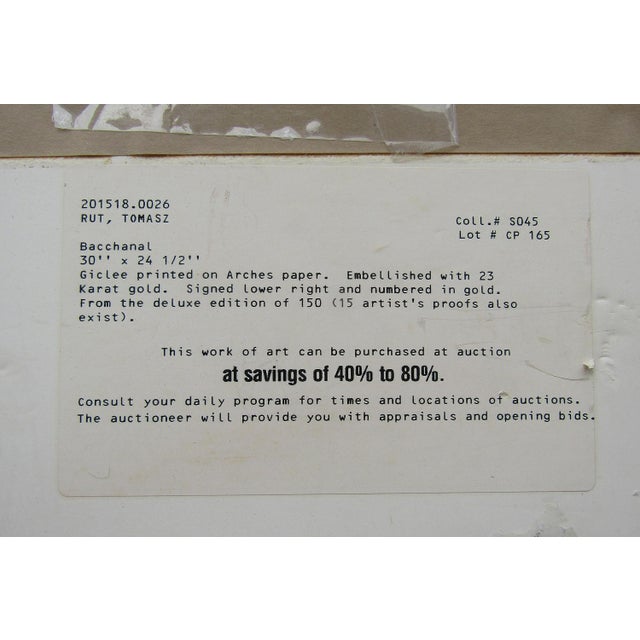 201518.0026
RUT, TOMASZ
Coll.# S045
Lot # CP 165
Bacchanal
30'' x 24 1/2''
Giclee printed on Arches paper. Embellished with 23
Karat gold. Signed lower right and numbered in gold.
From the deluxe edition of 150 (15 artist's proofs also
exist).
This work of art can be purchased at auction
at savings of 40% to 80%.
Consult your daily program for times and locations of auctions.
The auctioneer will provide you with appraisals and opening bids.